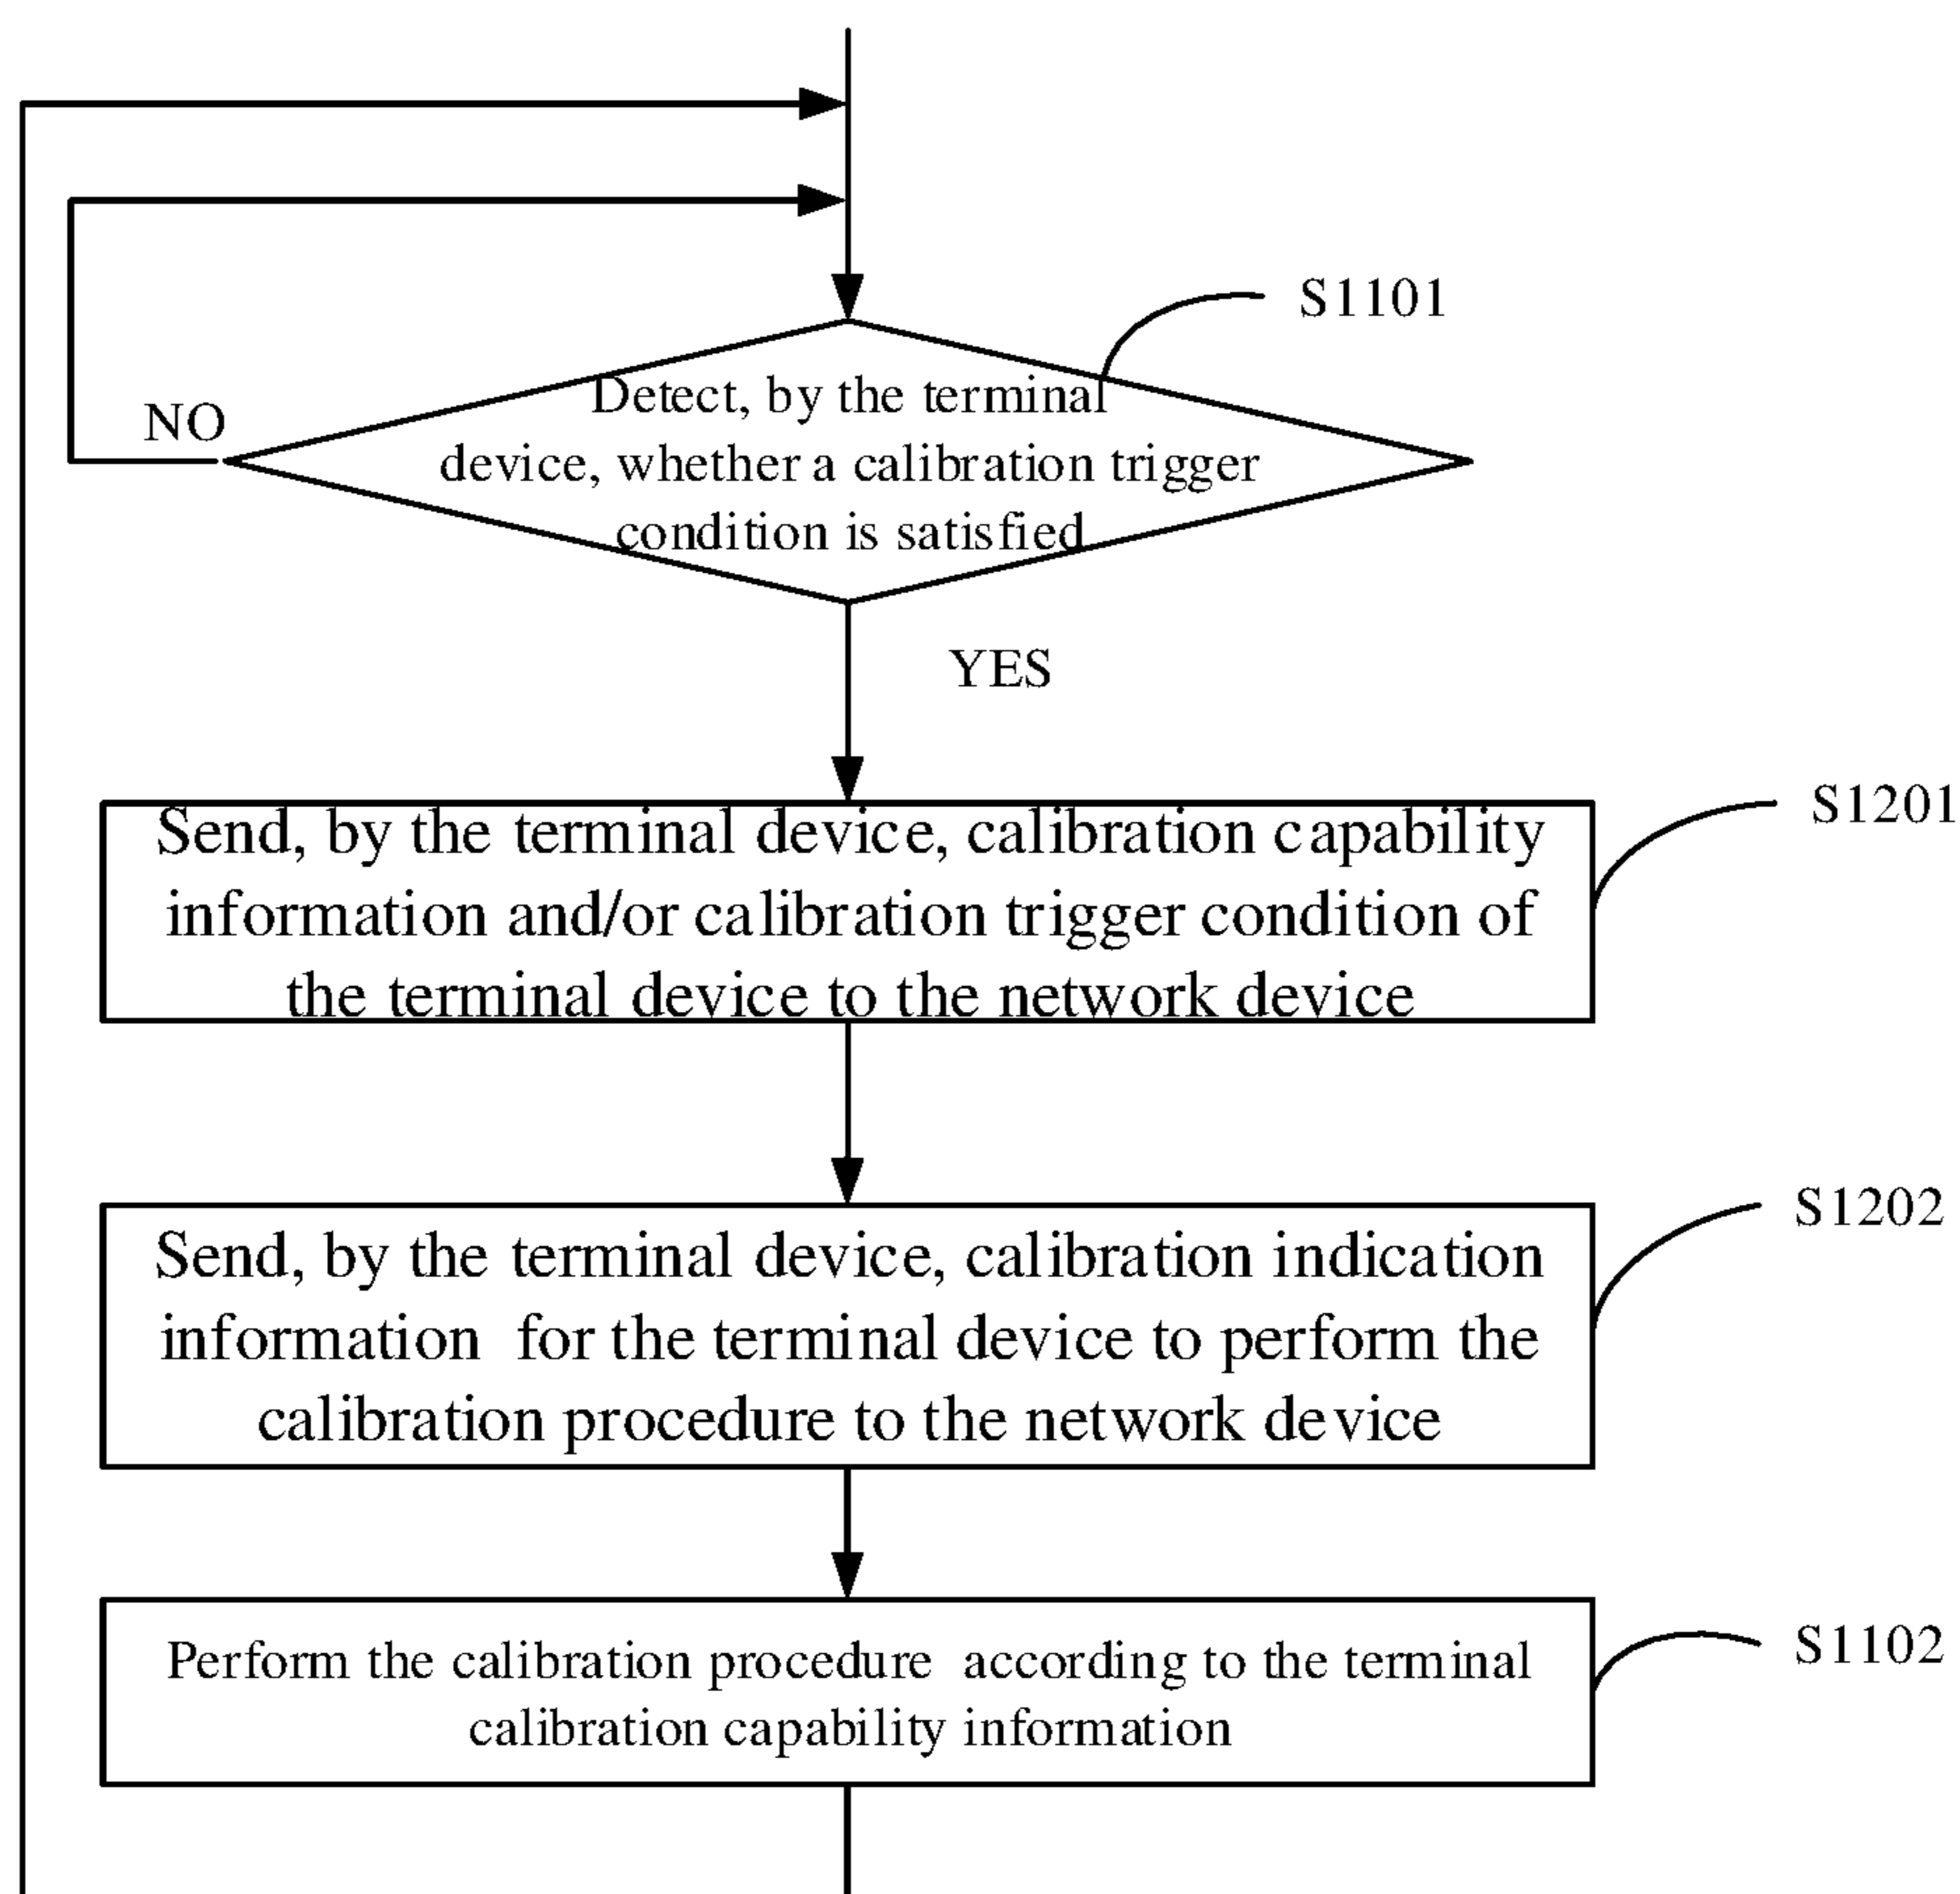 S1101
Detect, by the terminal
device, whether a calibration trigger
condition is satisfied
NO
YES
S1201
Send, by the terminal device, calibration capability
information and/or calibration trigger condition of
the terminal device to the network device
S1202
Send, by the terminal device, calibration indication
information for the terminal device to perform the
calibration procedure to the network device
S1102
Perform the calibration procedure according to the terminal
calibration capability information